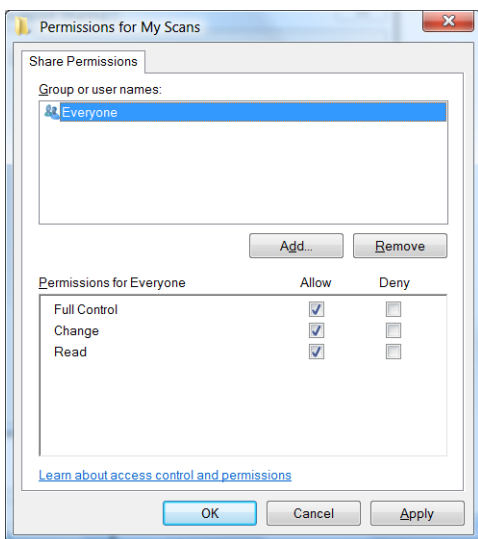 Permissions for My Scans
Share Permissions
Group or user names:
Everyone
Add... Remove
Permissions for Everyone Allow Deny
Full Control
Change
Read
Learn about access control and permissions
OK Cancel Apply